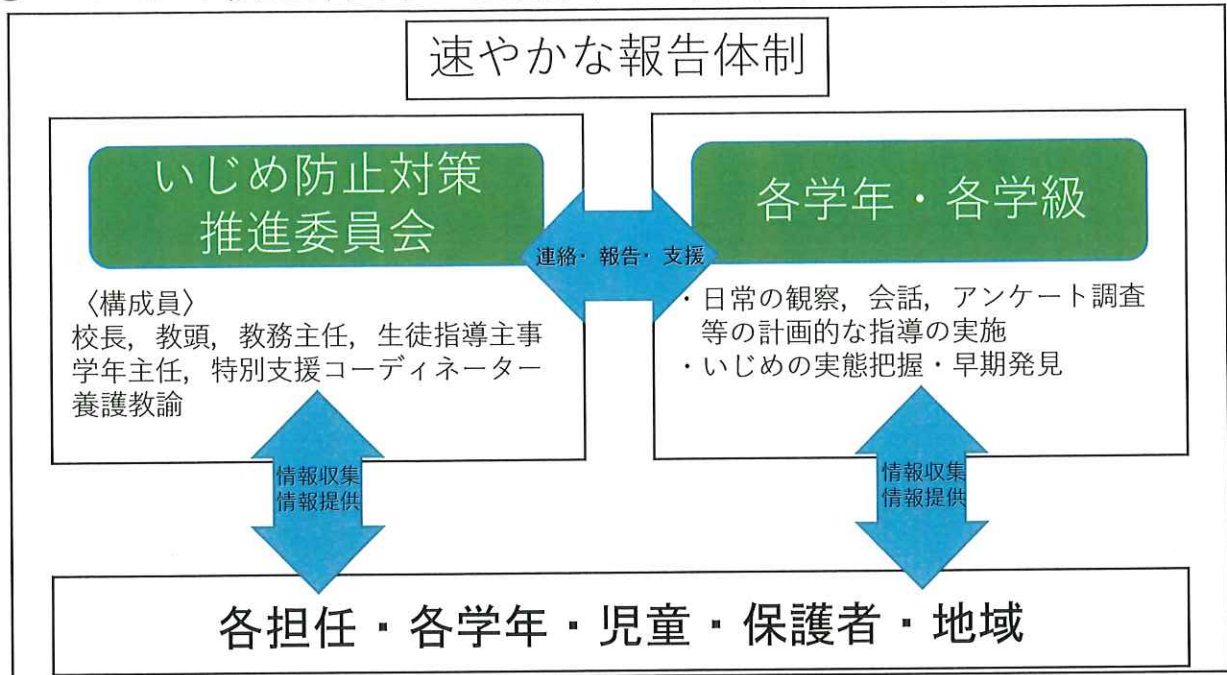 速やかな報告体制
いじめ防止対策
推進委員会
〈構成員〉
校長，教頭，教務主任，生徒指導主事
学年主任，特別支援コーディネーター
養護教諭
連絡・報告・支援
各学年・各学級
・日常の観察，会話，アンケート調査
等の計画的な指導の実施
・いじめの実態把握・早期発見
情報収集
情報提供
情報収集
情報提供
各担任・各学年・児童・保護者・地域